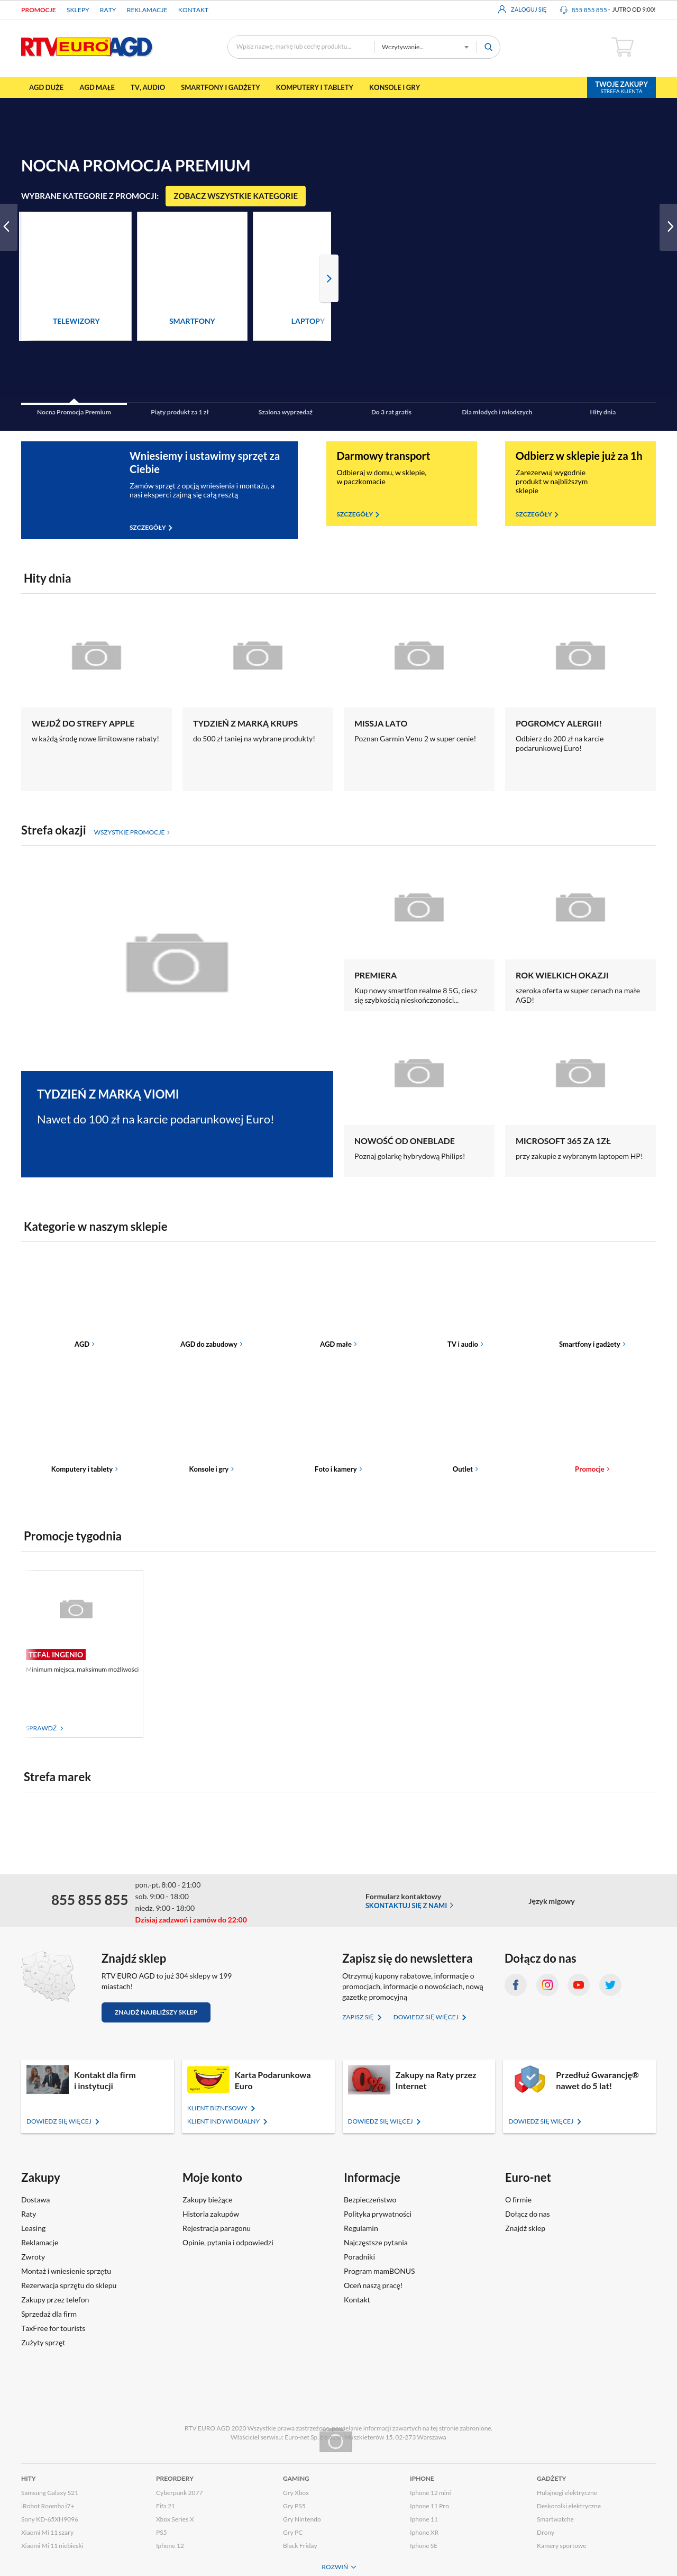 PROMOCJE SKLEPY RATY REKLAMACJE KONTAKT ZALOGUJ SIĘ 855 855 855 - JUTRO OD 9:00!
RTV EURO AGD
Wpisz nazwę, markę lub cechę produktu... Wczytywanie...
AGD DUŻE AGD MAŁE TV, AUDIO SMARTFONY I GADŻETY KOMPUTERY I TABLETY KONSOLE I GRY TWOJE ZAKUPY
STREFA KLIENTA
NOCNA PROMOCJA PREMIUM
WYBRANE KATEGORIE Z PROMOCJI: ZOBACZ WSZYSTKIE KATEGORIE
TELEWIZORY SMARTFONY LAPTOPY
Nocna Promocja Premium Piąty produkt za 1 zł Szalona wyprzedaż Do 3 rat gratis Dla młodych i młodszych Hity dnia
Wniesiemy i ustawimy sprzęt za
Ciebie
Zamów sprzęt z opcją wniesienia i montażu, a
nasi eksperci zajmą się całą resztą
SZCZEGÓŁY
Darmowy transport
Odbieraj w domu, w sklepie,
w paczkomacie
SZCZEGÓŁY
Odbierz w sklepie już za 1h
Zarezerwuj wygodnie
produkt w najbliższym
sklepie
SZCZEGÓŁY
Hity dnia
WEJDŹ DO STREFY APPLE
w każdą środę nowe limitowane rabaty!
TYDZIEŃ Z MARKĄ KRUPS
do 500 zł taniej na wybrane produkty!
MISSJA LATO
Poznan Garmin Venu 2 w super cenie!
POGROMCY ALERGII!
Odbierz do 200 zł na karcie
podarunkowej Euro!
Strefa okazji WSZYSTKIE PROMOCJE
PREMIERA
Kup nowy smartfon realme 8 5G, ciesz
się szybkością nieskończoności...
ROK WIELKICH OKAZJI
szeroka oferta w super cenach na małe
AGD!
TYDZIEŃ Z MARKĄ VIOMI
Nawet do 100 zł na karcie podarunkowej Euro!
NOWOŚĆ OD ONEBLADE
Poznaj golarkę hybrydową Philips!
MICROSOFT 365 ZA 1ZŁ
przy zakupie z wybranym laptopem HP!
Kategorie w naszym sklepie
AGD AGD do zabudowy AGD małe TV i audio Smartfony i gadżety
Komputery i tablety Konsole i gry Foto i kamery Outlet Promocje
Promocje tygodnia
TEFAL INGENIO
Minimum miejsca, maksimum możliwości
SPRAWDŹ
Strefa marek
855 855 855
pon.-pt. 8:00 - 21:00
sob. 9:00 - 18:00
niedz. 9:00 - 18:00
Dzisiaj zadzwoń i zamów do 22:00
Formularz kontaktowy
SKONTAKTUJ SIĘ Z NAMI
Język migowy
Znajdź sklep
RTV EURO AGD to już 304 sklepy w 199
miastach!
ZNAJDŹ NAJBLIŻSZY SKLEP
Zapisz się do newslettera
Otrzymuj kupony rabatowe, informacje o
promocjach, informacje o nowościach, nową
gazetkę promocyjną
ZAPISZ SIĘ DOWIEDZ SIĘ WIĘCEJ
Dołącz do nas
Kontakt dla firm
i instytucji
DOWIEDZ SIĘ WIĘCEJ
Karta Podarunkowa
Euro
KLIENT BIZNESOWY
KLIENT INDYWIDUALNY
0%
Zakupy na Raty przez
Internet
DOWIEDZ SIĘ WIĘCEJ
Przedłuż Gwarancję®
nawet do 5 lat!
DOWIEDZ SIĘ WIĘCEJ
Zakupy
Dostawa
Raty
Leasing
Reklamacje
Zwroty
Montaż i wniesienie sprzętu
Rezerwacja sprzętu do sklepu
Zakupy przez telefon
Sprzedaż dla firm
TaxFree for tourists
Zużyty sprzęt
Moje konto
Zakupy bieżące
Historia zakupów
Rejestracja paragonu
Opinie, pytania i odpowiedzi
Informacje
Bezpieczeństwo
Polityka prywatności
Regulamin
Najczęstsze pytania
Poradniki
Program mamBONUS
Oceń naszą pracę!
Kontakt
Euro-net
O firmie
Dołącz do nas
Znajdź sklep
RTV EURO AGD 2020 Wszystkie prawa informacji zawartych na tej stronie zabronione.
Właściciel serwisu: Euro-net Sp. 15, 02-273 Warszawa
HITY
Samsung Galaxy S21
iRobot Roomba i7+
Sony KD-65XH9096
Xiaomi Mi 11 szary
Xiaomi Mi 11 niebieski
PREORDERY
Cyberpunk 2077
Fifa 21
Xbox Series X
PS5
Iphone 12
GAMING
Gry Xbox
Gry PS5
Gry Nintendo
Gry PC
Black Friday
IPHONE
Iphone 12 mini
Iphone 11 Pro
Iphone 11
Iphone XR
Iphone SE
GADŻETY
Hulajnogi elektryczne
Deskorolki elektryczne
Smartwatche
Drony
Kamery sportowe
ROZWIŃ